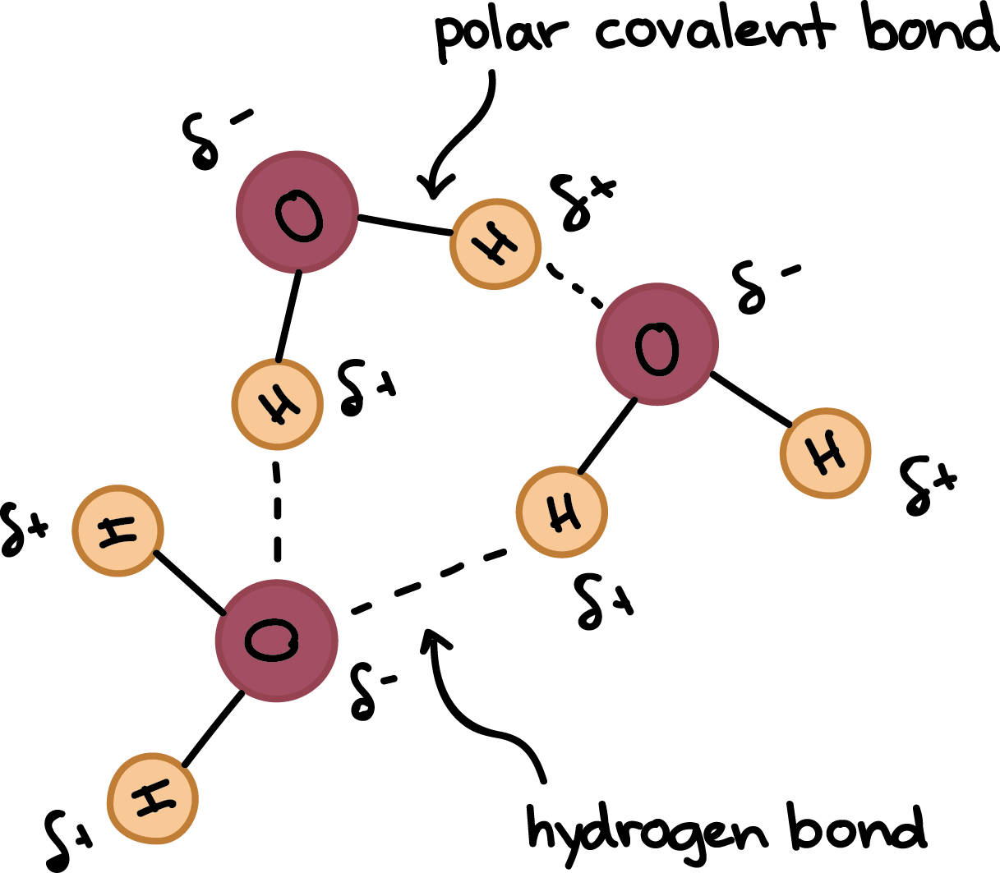 polar covalent bond
δ-
O
H
δ+
δ-
O
H
δ+
H
δ+
H
δ+
δ+
H
O
δ-
H
δ+
hydrogen bond